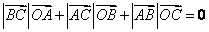 |BC|OA + |AC|OB + |AB|OC = 0